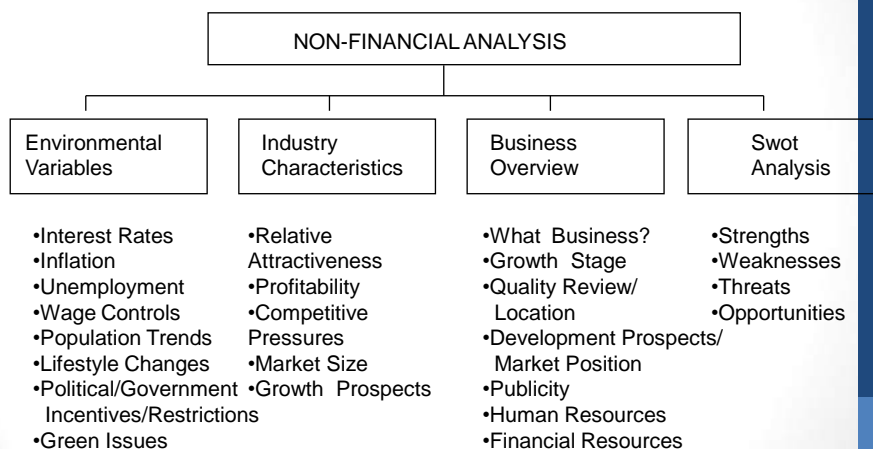 NON-FINANCIAL ANALYSIS
Environmental
Variables
Industry
Characteristics
Business
Overview
Swot
Analysis
•Interest Rates
•Inflation
•Unemployment
•Wage Controls
•Population Trends
•Lifestyle Changes
•Political/Government
Incentives/Restrictions
•Green Issues
•Relative
Attractiveness
•Profitability
•Competitive
Pressures
•Market Size
•Growth Prospects
•What Business?
•Growth Stage
•Quality Review/
Location
•Development Prospects/
Market Position
•Publicity
•Human Resources
•Financial Resources
•Strengths
•Weaknesses
•Threats
•Opportunities